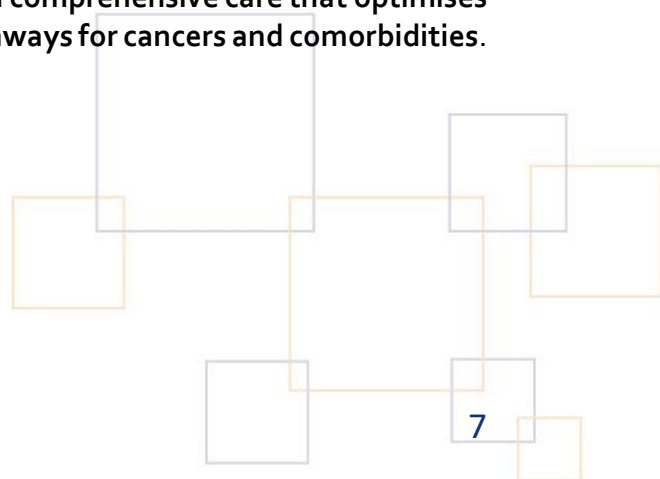 comprehensive care that optimises
ways for cancers and comorbidities.
7